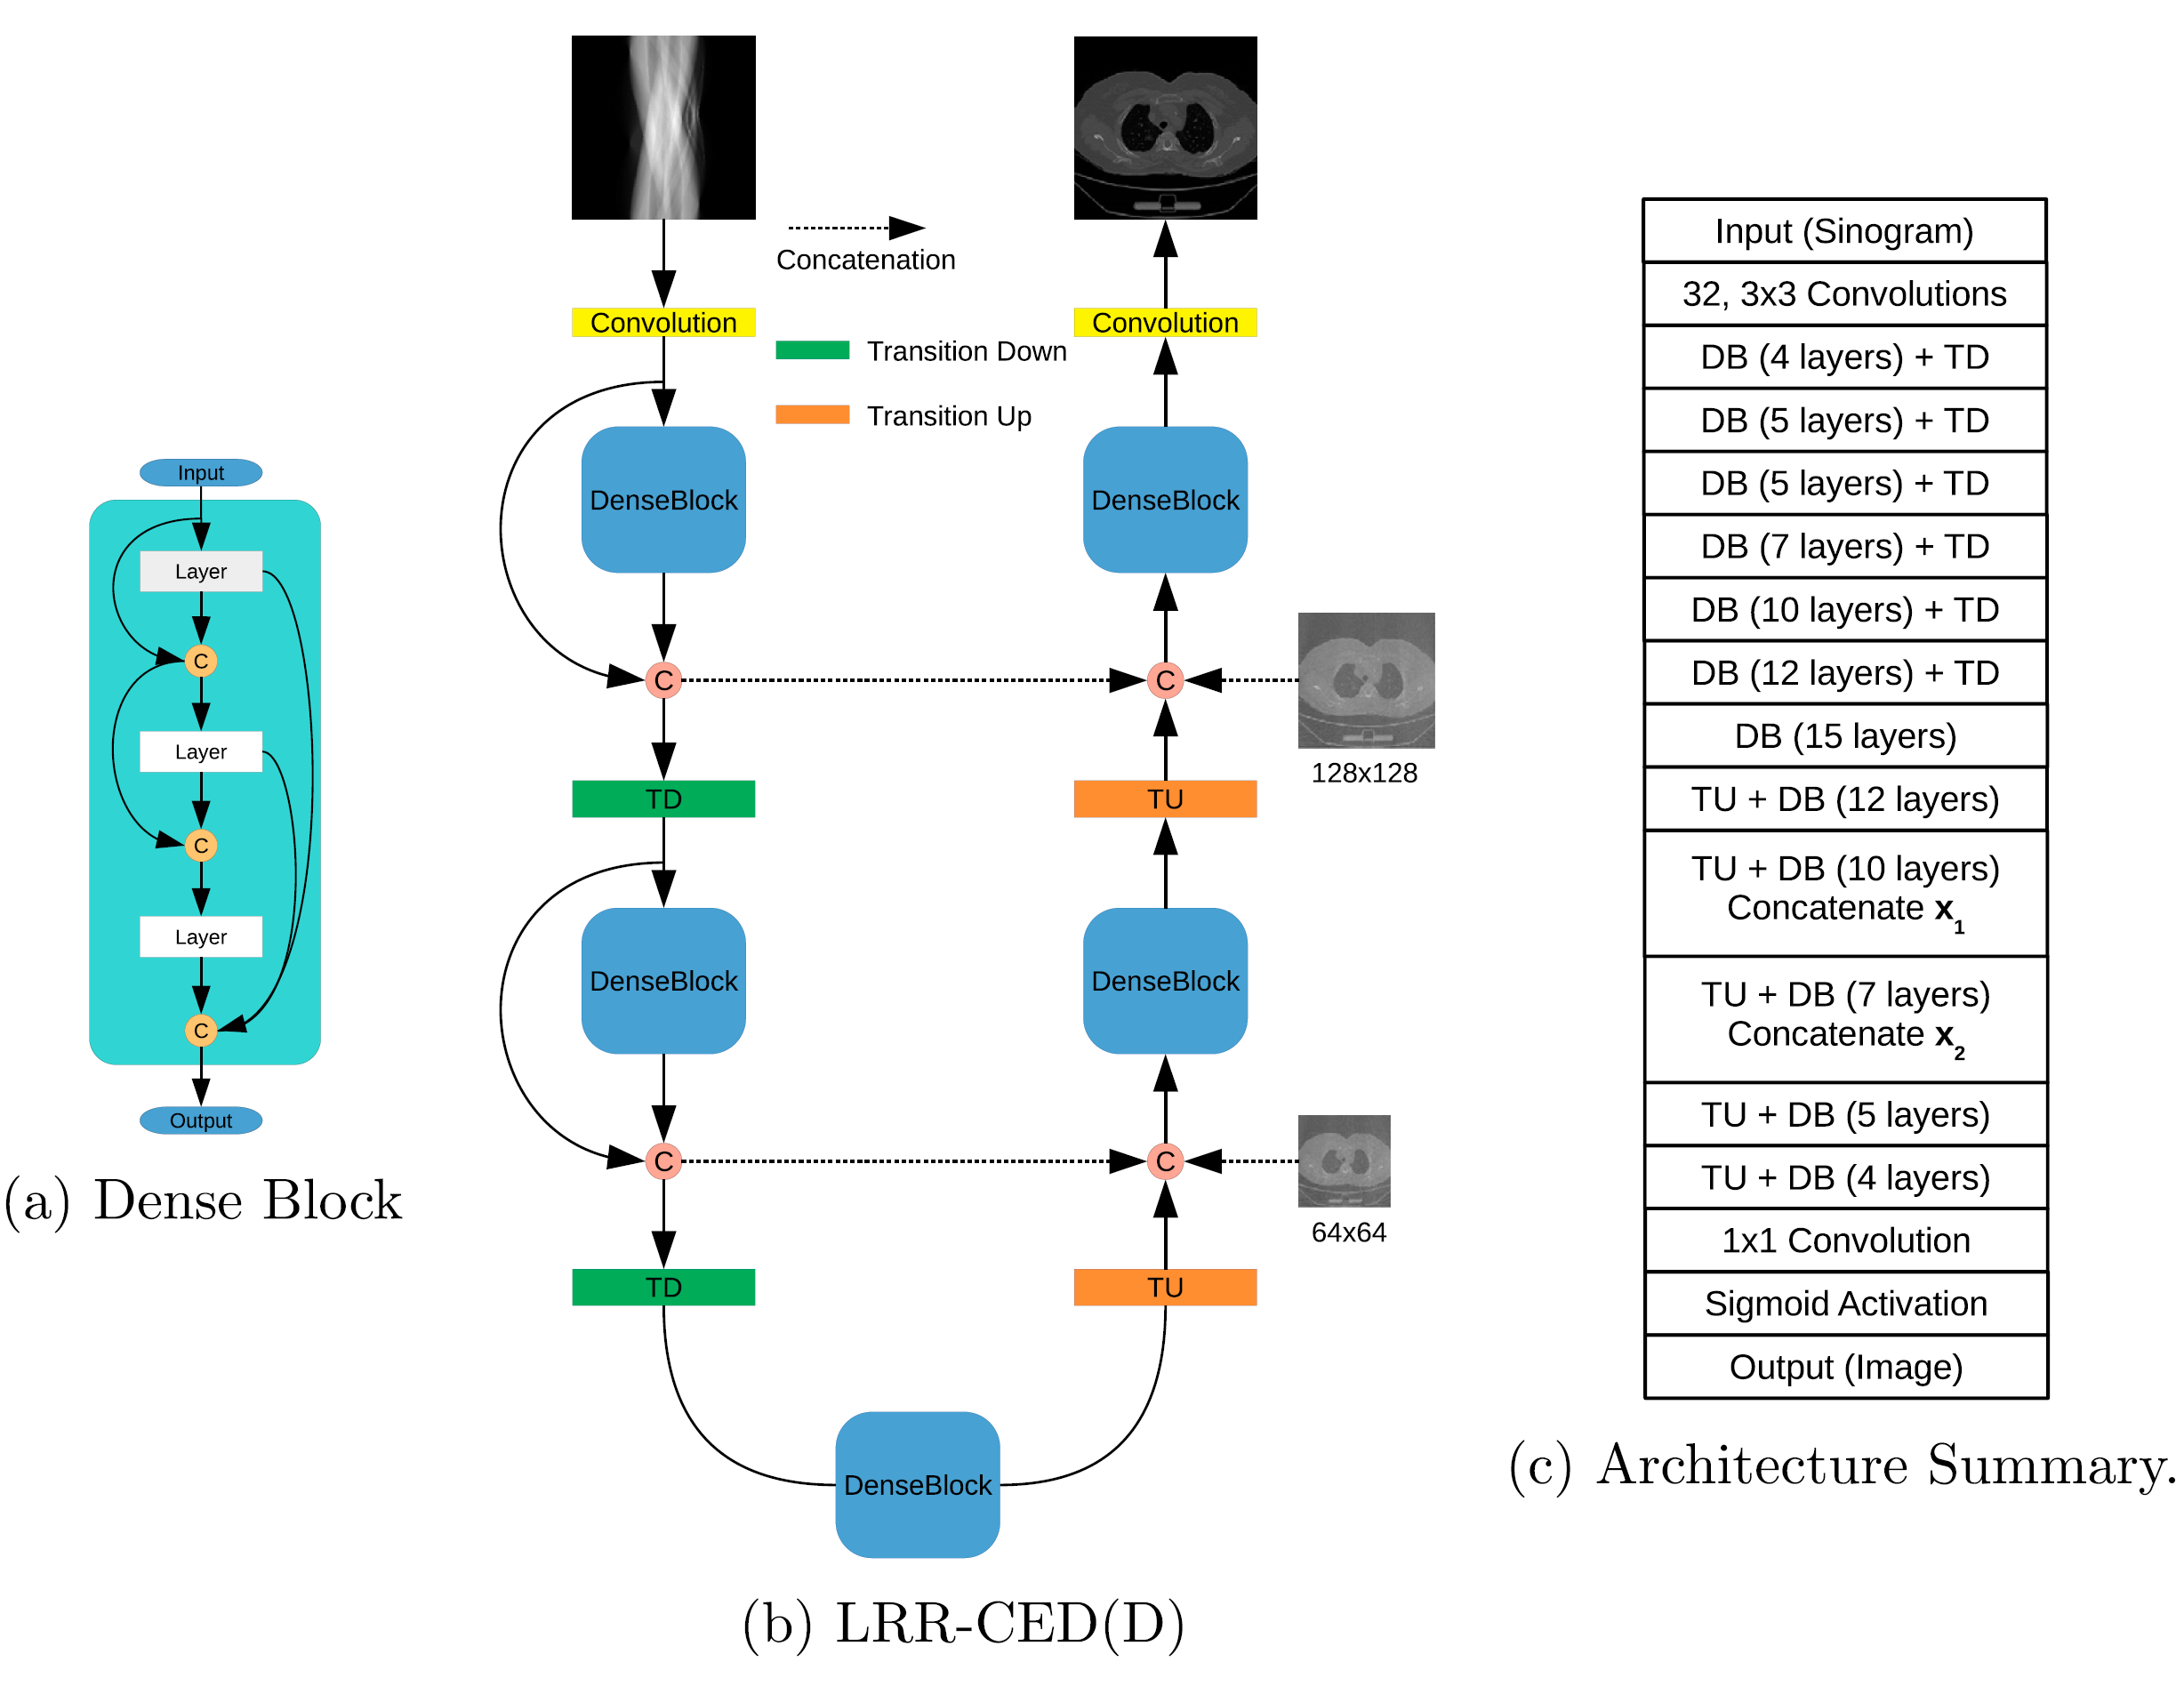 Input
Layer
C
Layer
C
Layer
C
Output
(a) Dense Block
Concatenation
Convolution
Convolution
Transition Down
Transition Up
DenseBlock
DenseBlock
C
C
128x128
TD
TU
DenseBlock
DenseBlock
C
C
64x64
TD
TU
DenseBlock
(b) LRR-CED(D)
Input (Sinogram)
32, 3x3 Convolutions
DB (4 layers) + TD
DB (5 layers) + TD
DB (5 layers) + TD
DB (7 layers) + TD
DB (10 layers) + TD
DB (12 layers) + TD
DB (15 layers)
TU + DB (12 layers)
TU + DB (10 layers)
Concatenate x1
TU + DB (7 layers)
Concatenate x2
TU + DB (5 layers)
TU + DB (4 layers)
1x1 Convolution
Sigmoid Activation
Output (Image)
(c) Architecture Summary.